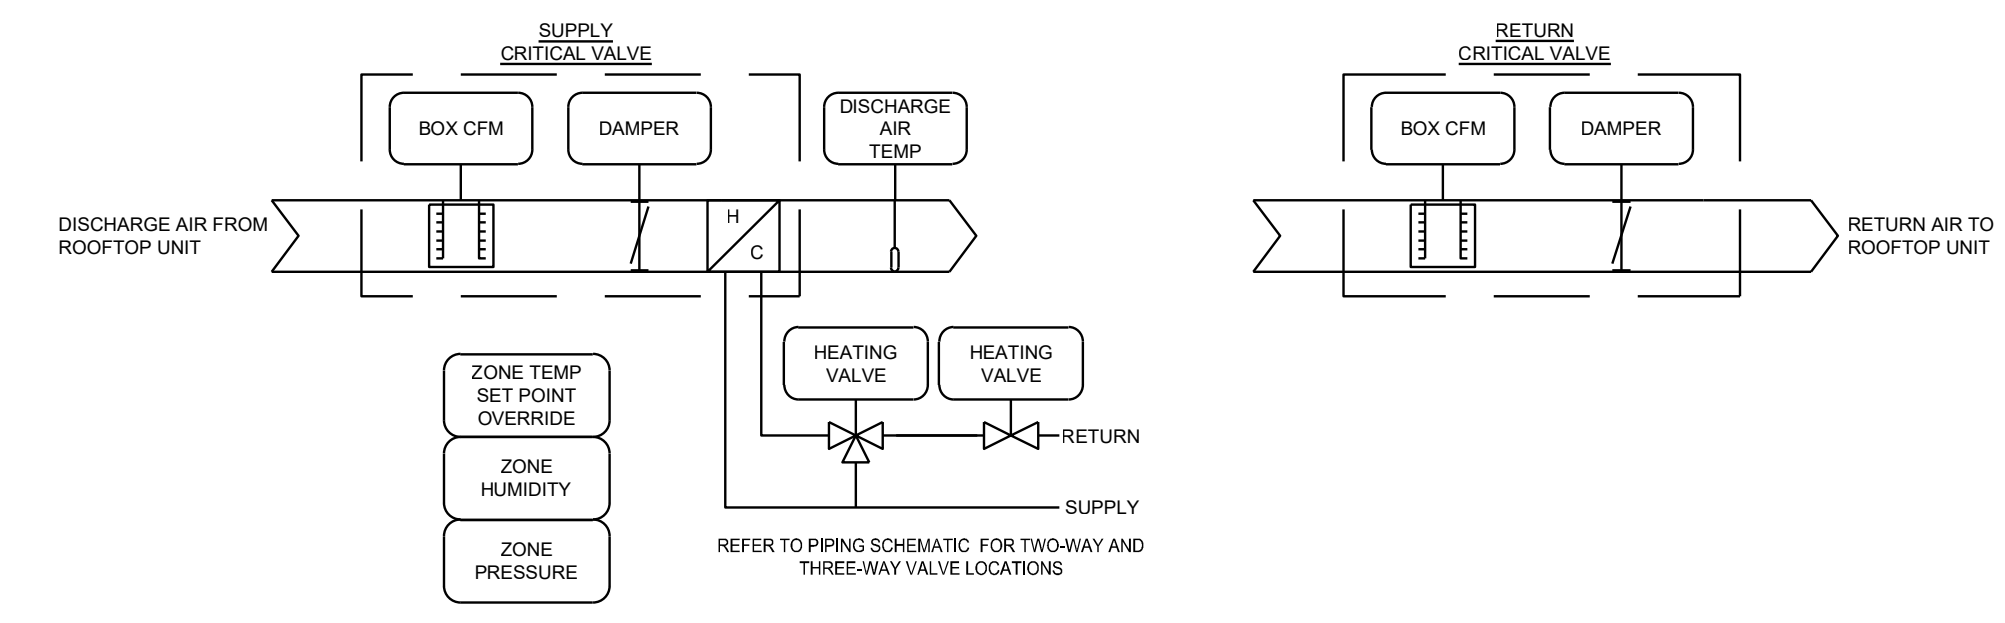 SUPPLY
CRITICAL VALVE
BOX CFM
DAMPER
DISCHARGE
AIR
TEMP
DISCHARGE AIR FROM
ROOFTOP UNIT
H
C
HEATING
VALVE
HEATING
VALVE
RETURN
SUPPLY
REFER TO PIPING SCHEMATIC FOR TWO-WAY AND
THREE-WAY VALVE LOCATIONS
ZONE TEMP
SET POINT
OVERRIDE
ZONE
HUMIDITY
ZONE
PRESSURE
RETURN
CRITICAL VALVE
BOX CFM
DAMPER
RETURN AIR TO
ROOFTOP UNIT